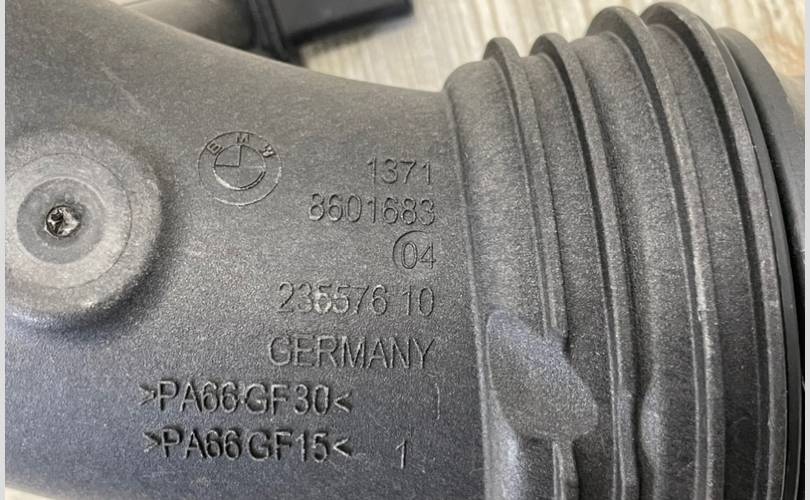 BMW
1371
8601683
04
235576 10
GERMANY
>PA66 GF30<
>PA66 GF15< 1